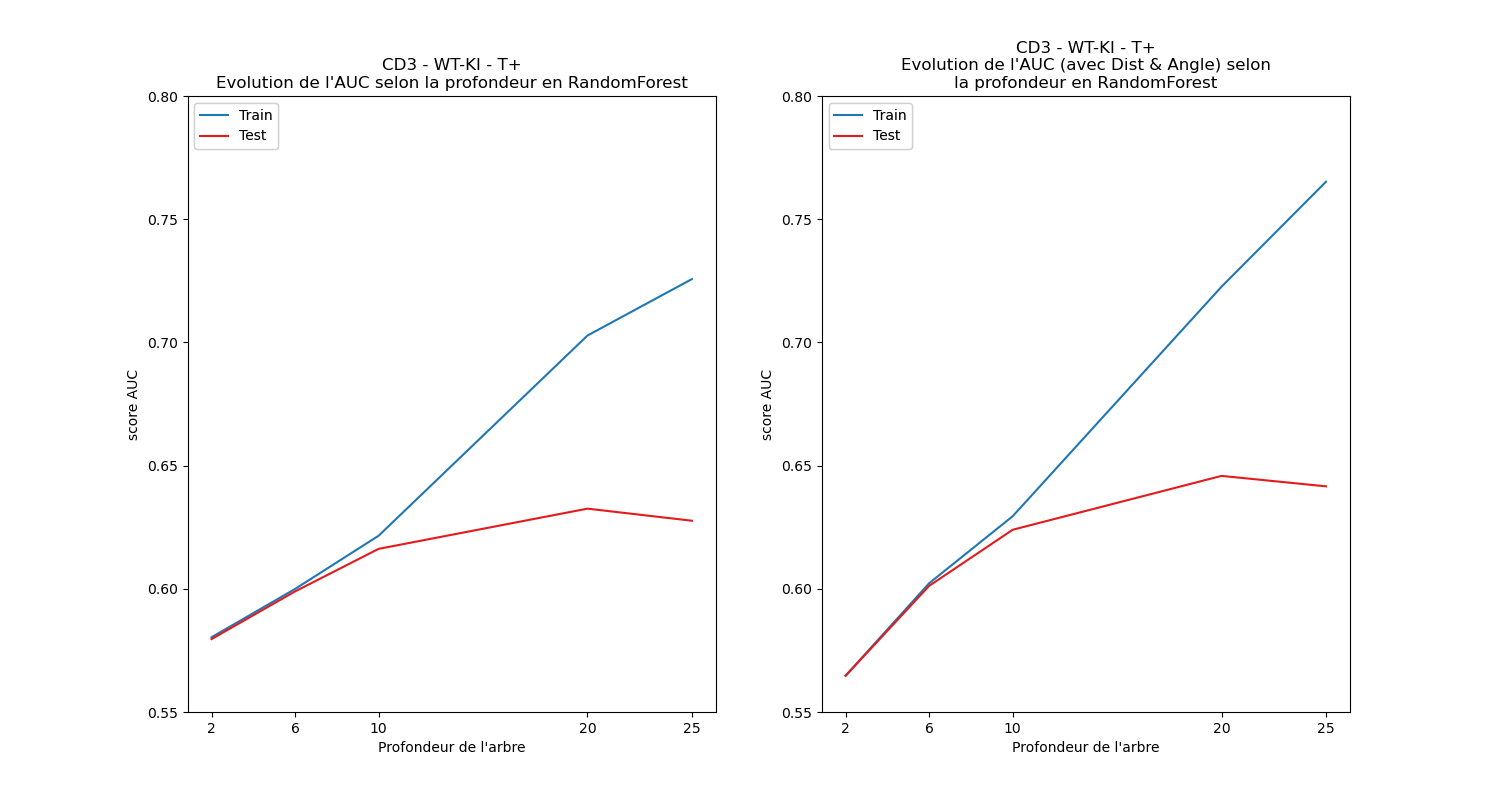 CD3 - WT-KI - T+
Evolution de l'AUC selon la profondeur en RandomForest
0.80
0.75
0.70
0.65
0.60
0.55
score AUC
Train
Test
2 6 10 20 25
Profondeur de l'arbre
CD3 - WT-KI - T+
Evolution de l'AUC (avec Dist & Angle) selon
la profondeur en RandomForest
0.80
0.75
0.70
0.65
0.60
0.55
score AUC
Train
Test
2 6 10 20 25
Profondeur de l'arbre